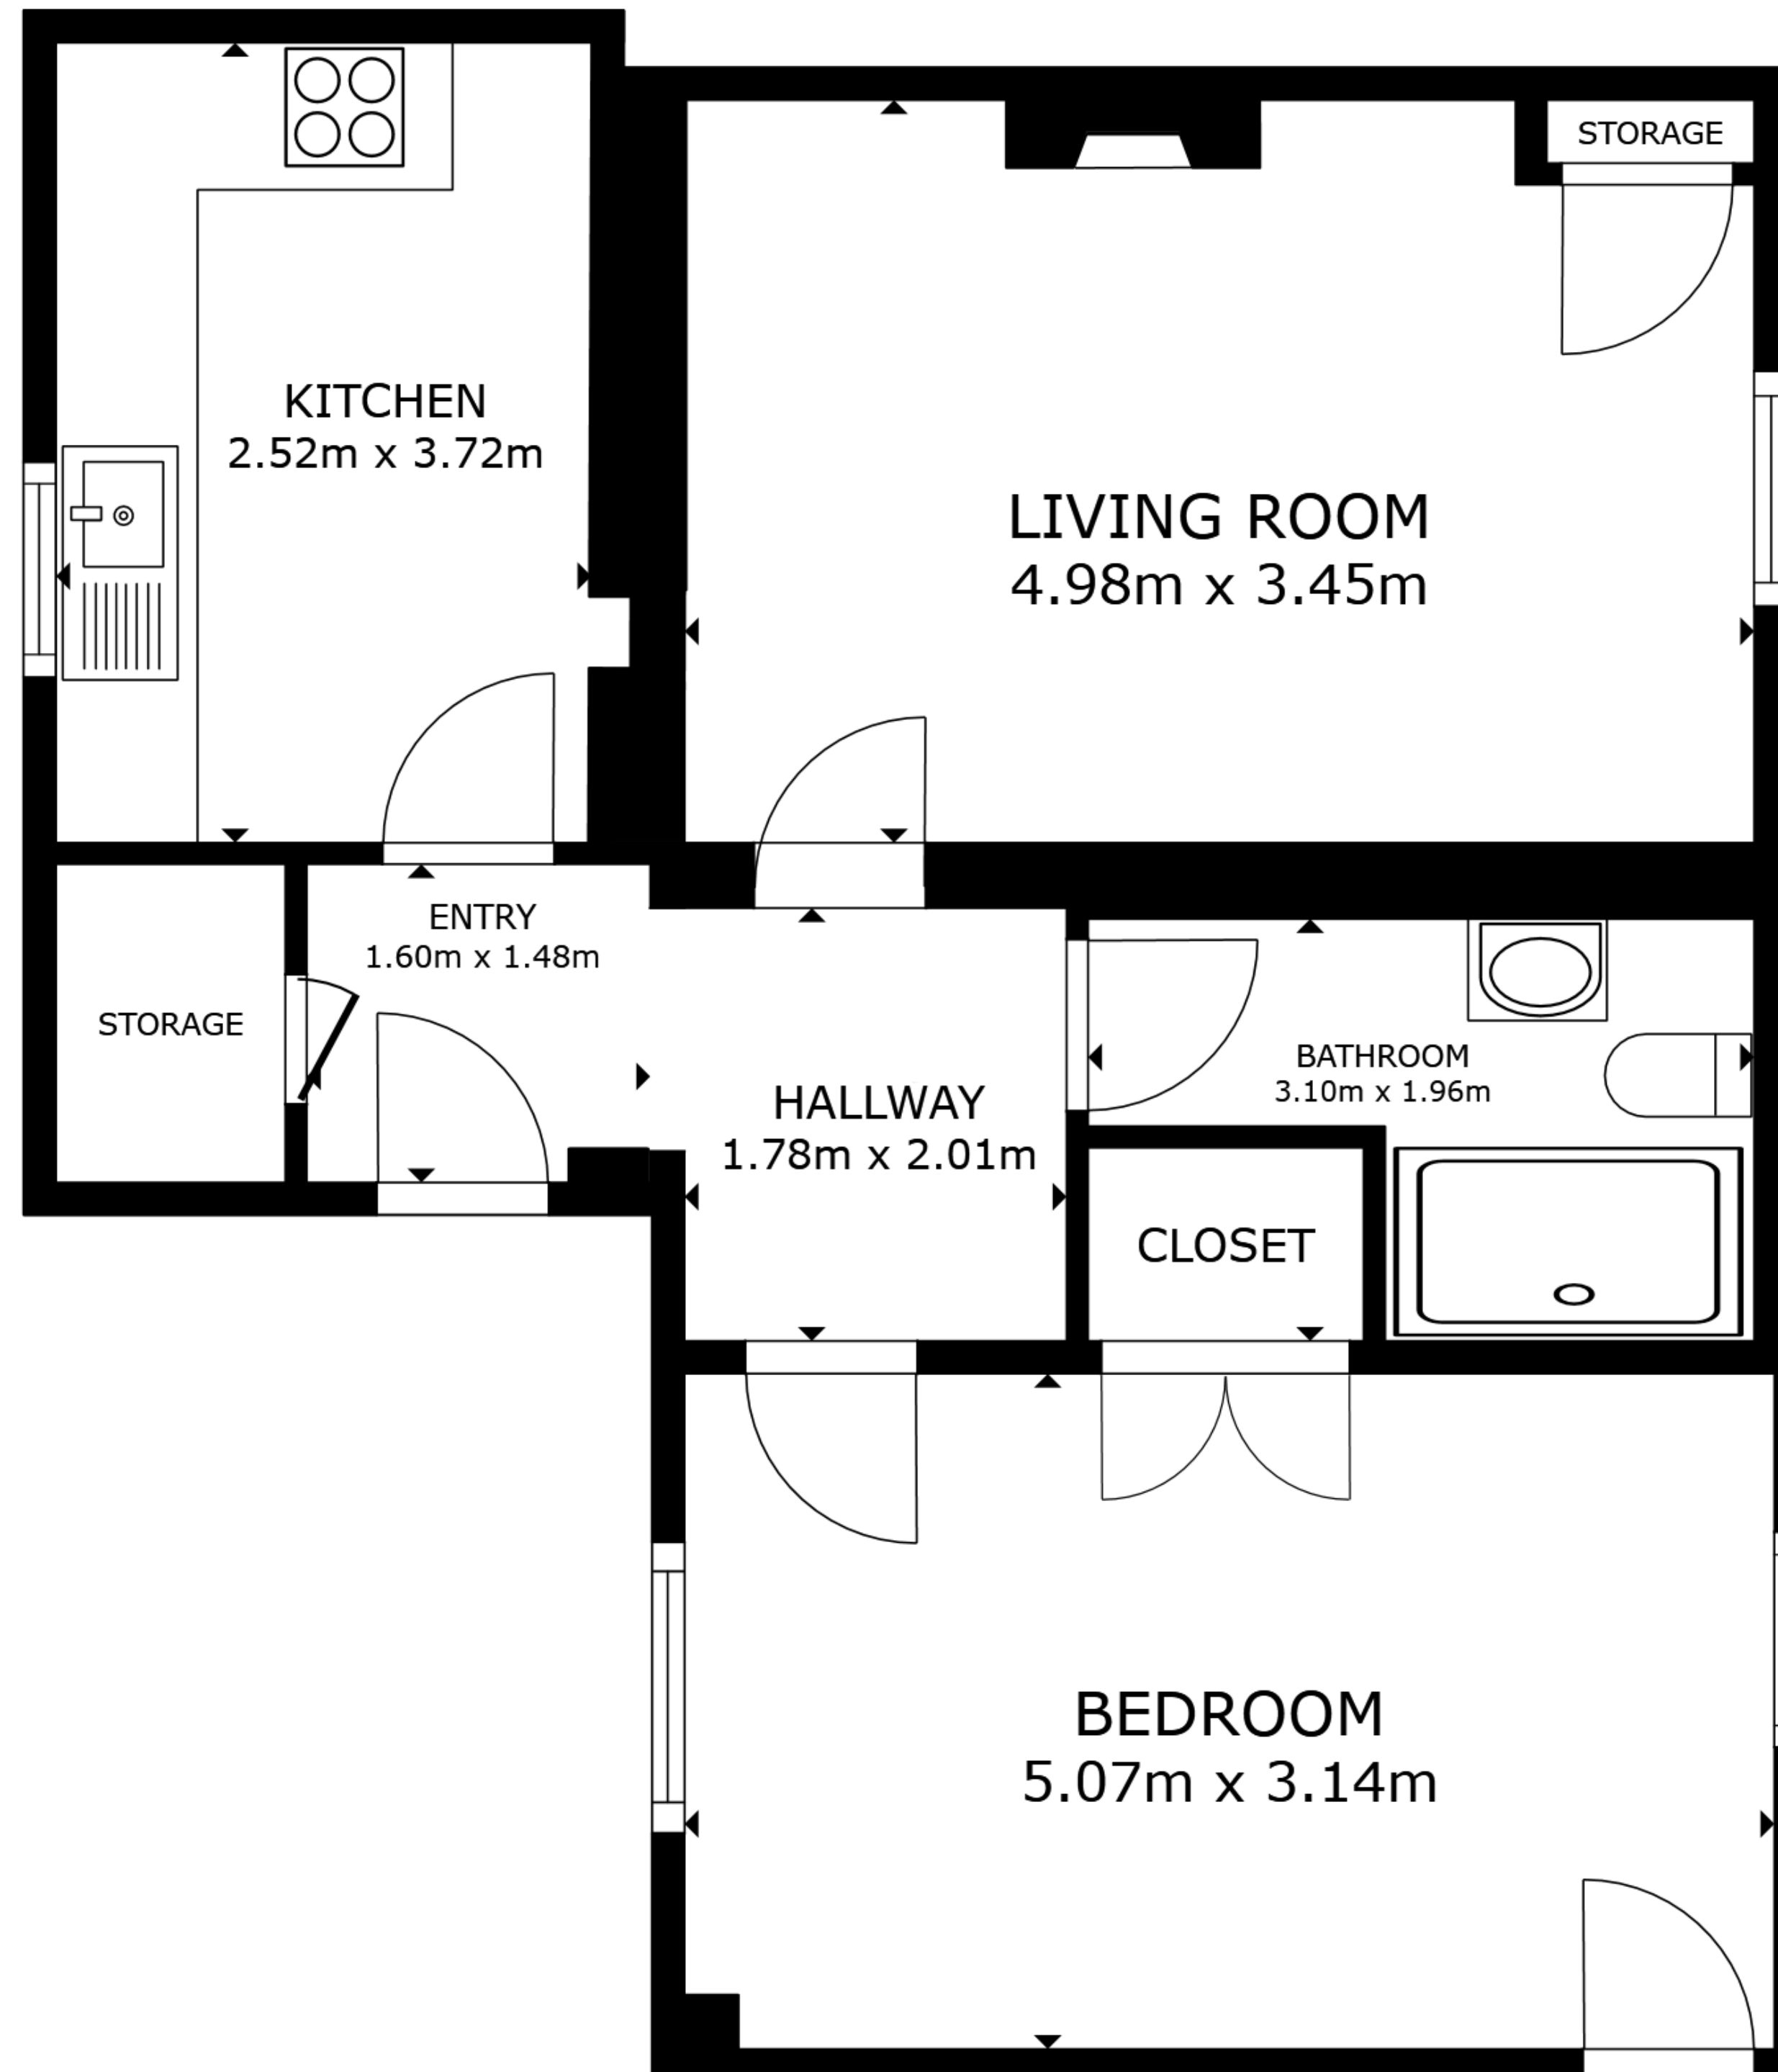 STORAGE
KITCHEN
2.52m x 3.72m
LIVING ROOM
4.98m x 3.45m
ENTRY
1.60m x 1.48m
STORAGE
BATHROOM
3.10m x 1.96m
HALLWAY
1.78m x 2.01m
CLOSET
BEDROOM
5.07m x 3.14m